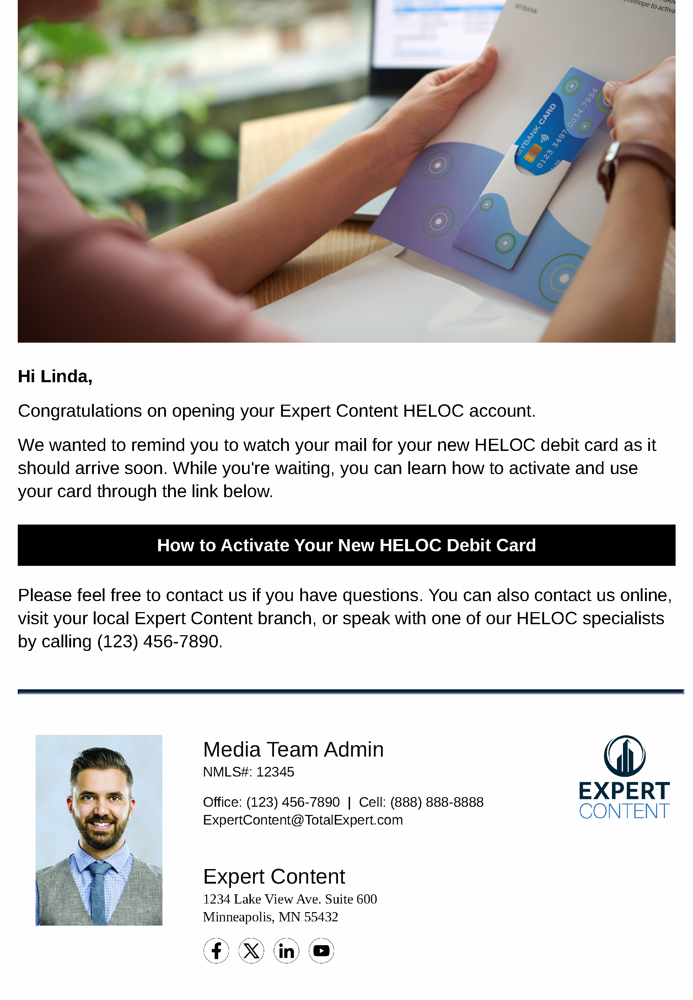 MYBANK
envelope to activa
MYBANK CARD
0123 3497 0034 7654
Hi Linda,
Congratulations on opening your Expert Content HELOC account.
We wanted to remind you to watch your mail for your new HELOC debit card as it
should arrive soon. While you're waiting, you can learn how to activate and use
your card through the link below.
How to Activate Your New HELOC Debit Card
Please feel free to contact us if you have questions. You can also contact us online,
visit your local Expert Content branch, or speak with one of our HELOC specialists
by calling (123) 456-7890.
Media Team Admin
NMLS#: 12345
Office: (123) 456-7890 | Cell: (888) 888-8888
ExpertContent@TotalExpert.com
EXPERT
CONTENT
Expert Content
1234 Lake View Ave. Suite 600
Minneapolis, MN 55432